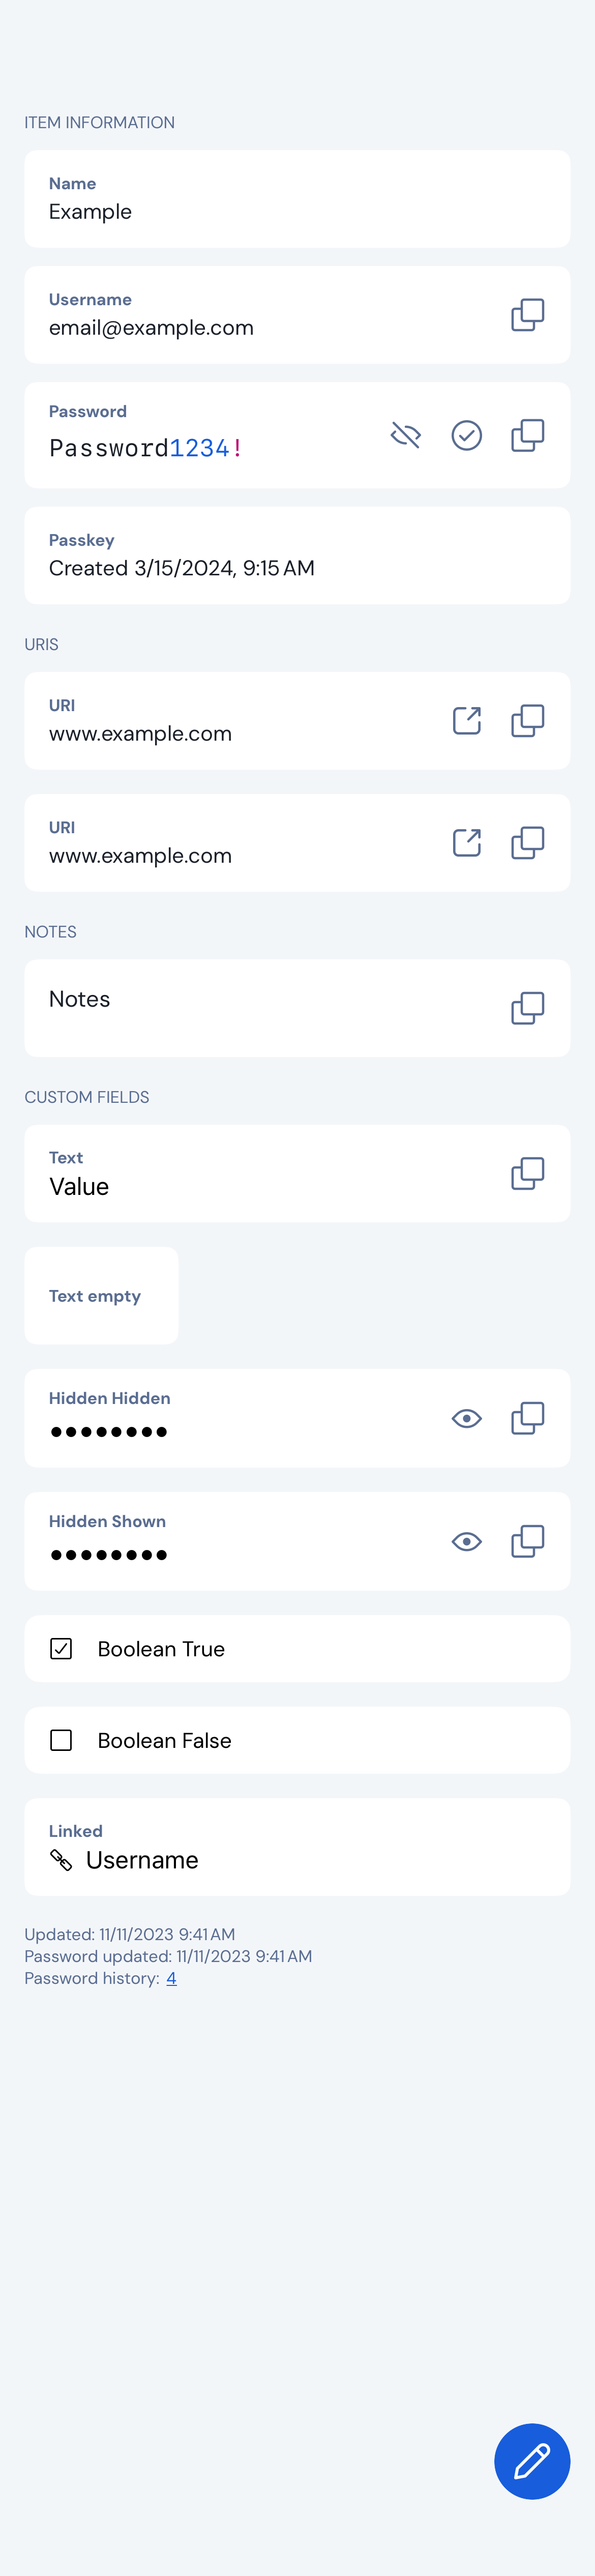 ITEM INFORMATION
Name
Example
Username
email@example.com
Password
Password1234!
Passkey
Created 3/15/2024, 9:15 AM
URIS
URI
www.example.com
URI
www.example.com
NOTES
Notes
CUSTOM FIELDS
Text
Value
Text empty
Hidden Hidden
••••••••
Hidden Shown
••••••••
Boolean True
Boolean False
Linked
Username
Updated: 11/11/2023 9:41 AM
Password updated: 11/11/2023 9:41 AM
Password history: 4